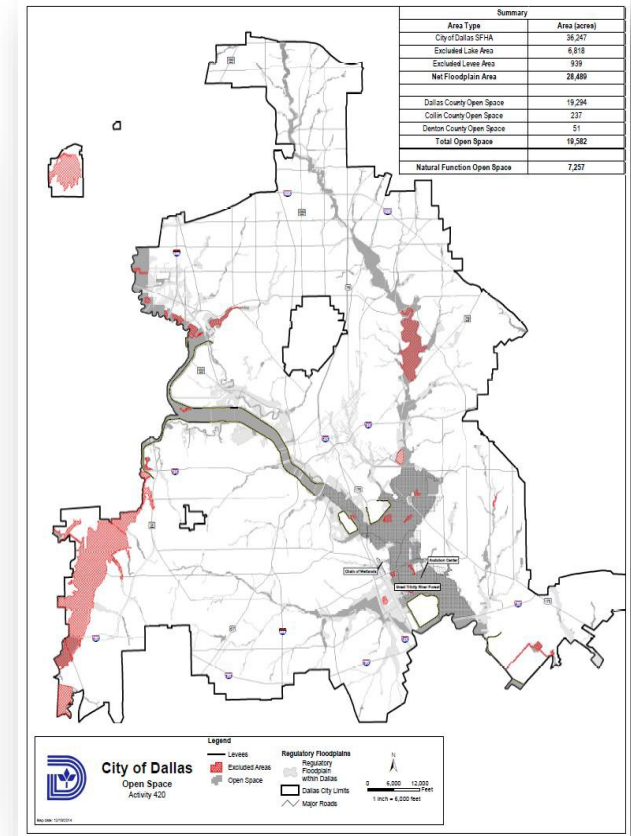 Summary
Area Type Area (acres)
City of Dallas SFHA 36,247
Excluded Lake Area 6,818
Excluded Levee Area 939
Net Floodplain Area 28,489
Dallas County Open Space 19,294
Collin County Open Space 237
Denton County Open Space 51
Total Open Space 19,582
Natural Function Open Space 7,257
Audubon Center
Chain of Wetlands
Great Trinity River Forest
City of Dallas
Open Space
Activity 420
Legend
Levees
Excluded Areas
Open Space
Regulatory Floodplains
Regulatory
Floodplain
within Dallas
Dallas City Limits
Major Roads
N
0 6,000 12,000
Feet
1 inch = 6,000 feet